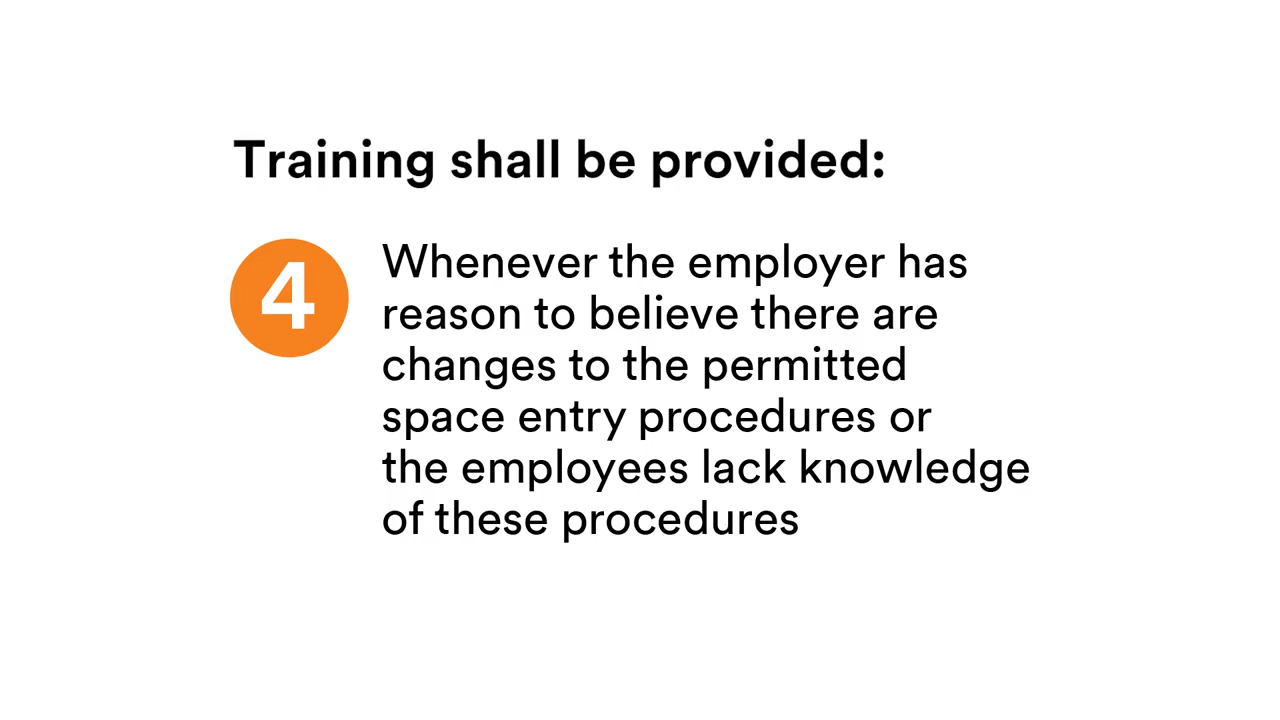 Training shall be provided:
4
Whenever the employer has
reason to believe there are
changes to the permitted
space entry procedures or
the employees lack knowledge
of these procedures